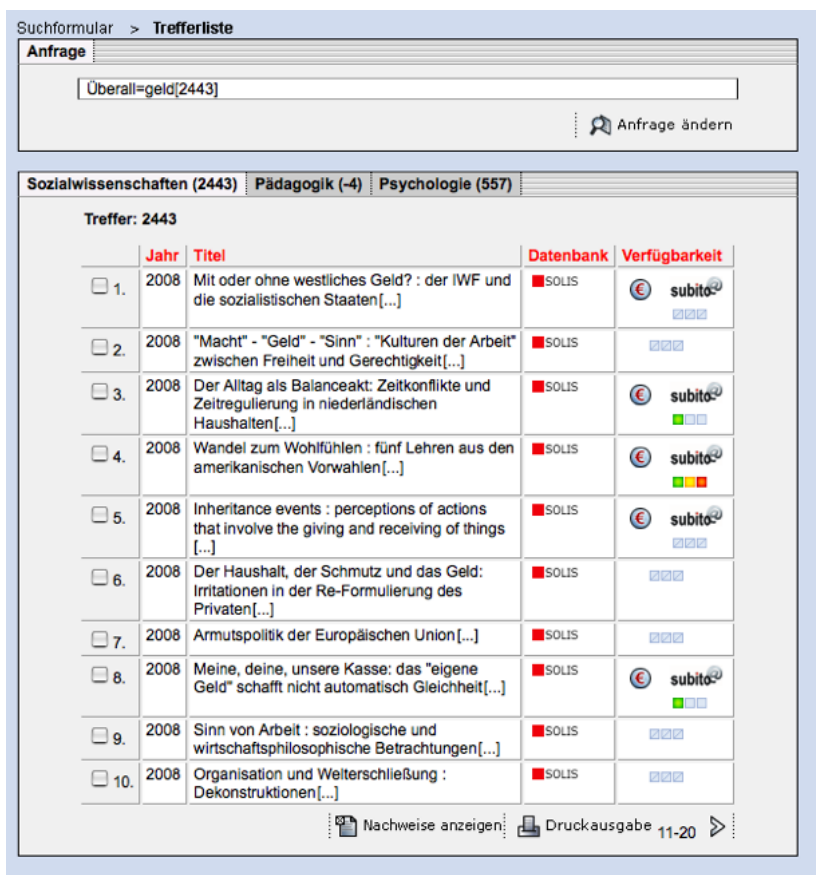 Suchformular > Trefferliste
Anfrage
Überall=geld[2443]
Anfrage ändern
Sozialwissenschaften (2443) Pädagogik (-4) Psychologie (557)
Treffer: 2443
Jahr Titel Datenbank Verfügbarkeit
1. 2008 Mit oder ohne westliches Geld? : der IWF und SOLIS € subito@
die sozialistischen Staaten[...]
2. 2008 "Macht" - "Geld" - "Sinn" : "Kulturen der Arbeit" SOLIS
zwischen Freiheit und Gerechtigkeit[...]
3. 2008 Der Alltag als Balanceakt: Zeitkonflikte und SOLIS € subito@
Zeitregulierung in niederländischen
Haushalten[...]
4. 2008 Wandel zum Wohlfühlen : fünf Lehren aus den SOLIS € subito@
amerikanischen Vorwahlen[...]
5. 2008 Inheritance events : perceptions of actions SOLIS € subito@
that involve the giving and receiving of things
[...]
6. 2008 Der Haushalt, der Schmutz und das Geld: SOLIS
Irritationen in der Re-Formulierung des
Privaten[...]
7. 2008 Armutspolitik der Europäischen Union[...] SOLIS
8. 2008 Meine, deine, unsere Kasse: das "eigene SOLIS € subito@
Geld" schafft nicht automatisch Gleichheit[...]
9. 2008 Sinn von Arbeit : soziologische und SOLIS
wirtschaftsphilosophische Betrachtungen[...]
10. 2008 Organisation und Welterschließung : SOLIS
Dekonstruktionen[...]
Nachweise anzeigen Druckausgabe 11-20